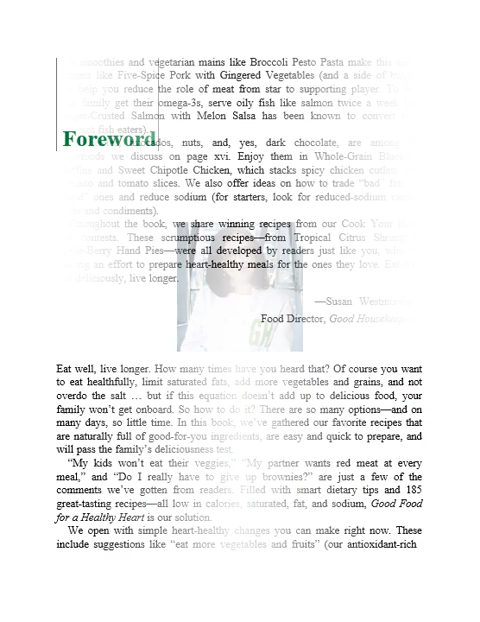 smoothies and vegetarian mains like Broccoli Pesto Pasta make this
like Five-Spice Pork with Gingered Vegetables (and a side of
help you reduce the role of meat from star to supporting player. To
family get their omega-3s, serve oily fish like salmon twice a week
Crusted Salmon with Melon Salsa has been known to convert
fish eaters).
Foreword
nuts, and, yes, dark chocolate, are among
we discuss on page xvi. Enjoy them in Whole-Grain
and Sweet Chipotle Chicken, which stacks spicy chicken
and tomato slices. We also offer ideas on how to trade “bad
ones and reduce sodium (for starters, look for reduced-sodium
and condiments).
Throughout the book, we share winning recipes from our Cook Your
contests. These scrumptious recipes—from Tropical Citrus
Berry Hand Pies—were all developed by readers just like you,
an effort to prepare heart-healthy meals for the ones they love.
deliciously, live longer.
—Susan
Food Director, Good
Eat well, live longer. How many times have you heard that? Of course you want
to eat healthfully, limit saturated fats, add more vegetables and grains, and not
overdo the salt … but if this equation doesn’t add up to delicious food, your
family won’t get onboard. So how to do it? There are so many options—and on
many days, so little time. In this book, we’ve gathered our favorite recipes that
are naturally full of good-for-you ingredients, are easy and quick to prepare, and
will pass the family’s deliciousness test.
“My kids won’t eat their veggies,” “My partner wants red meat at every
meal,” and “Do I really have to give up brownies?” are just a few of the
comments we’ve gotten from readers. Filled with smart dietary tips and 185
great-tasting recipes—all low in calories, saturated, fat, and sodium, Good Food
for a Healthy Heart is our solution.
We open with simple heart-healthy changes you can make right now. These
include suggestions like “eat more vegetables and fruits” (our antioxidant-rich